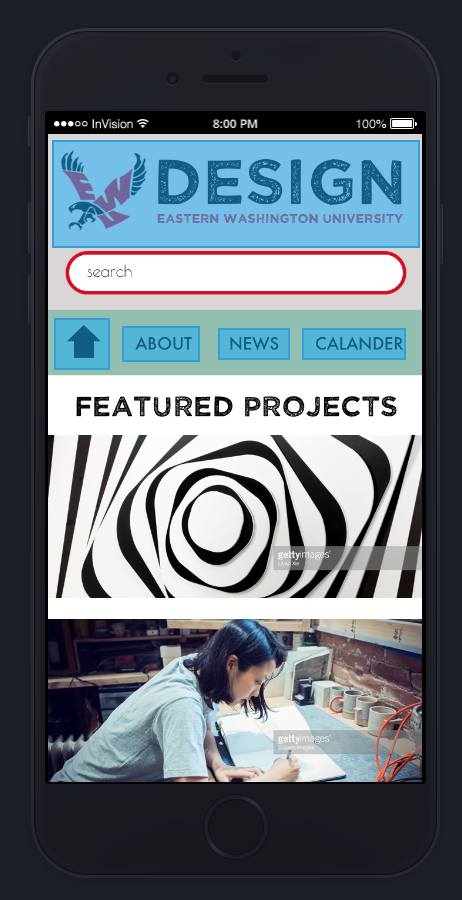 InVision 8:00 PM 100%
EW
DESIGN
EASTERN WASHINGTON UNIVERSITY
search
ABOUT NEWS CALANDER
FEATURED PROJECTS
gettyimages
gettyimages